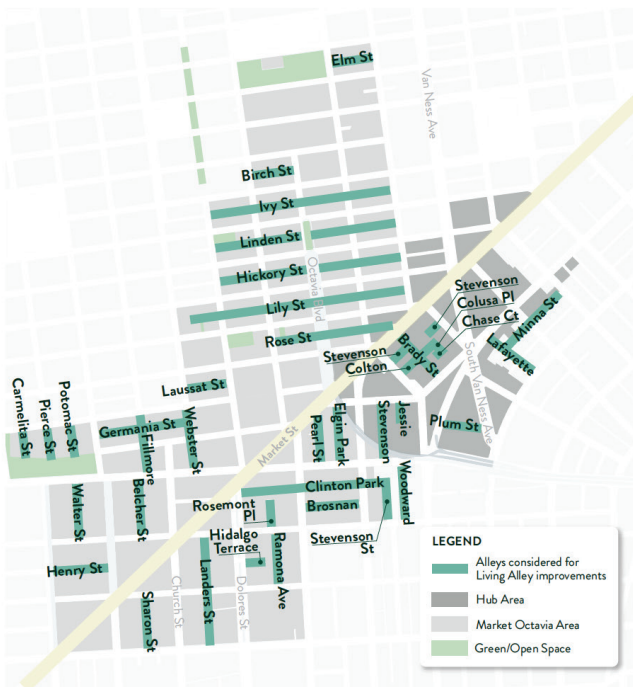 Elm St
Van Ness Ave
Birch St
Ivy St
Linden St
Hickory St
Octavia Blvd
Lily St
Rose St
Stevenson
Colusa Pl
Chase Ct
Minna St
Lafayette
Stevenson
Colton
Brady St
South Van Ness Ave
Laussat St
Carmelita St
Pierce St
Potomac St
Germania St
Fillmore
Webster St
Market St
Pearl St
Elgin Park
Stevenson
Jessie
Plum St
Walter St
Belcher St
Clinton Park
Woodward
Rosemont
Pl
Brosnan
Hidalgo
Terrace
Stevenson
St
Ramona Ave
Henry St
Sharon St
Church St
Landers St
Dolores St
LEGEND
Alleys considered for
Living Alley improvements
Hub Area
Market Octavia Area
Green/Open Space